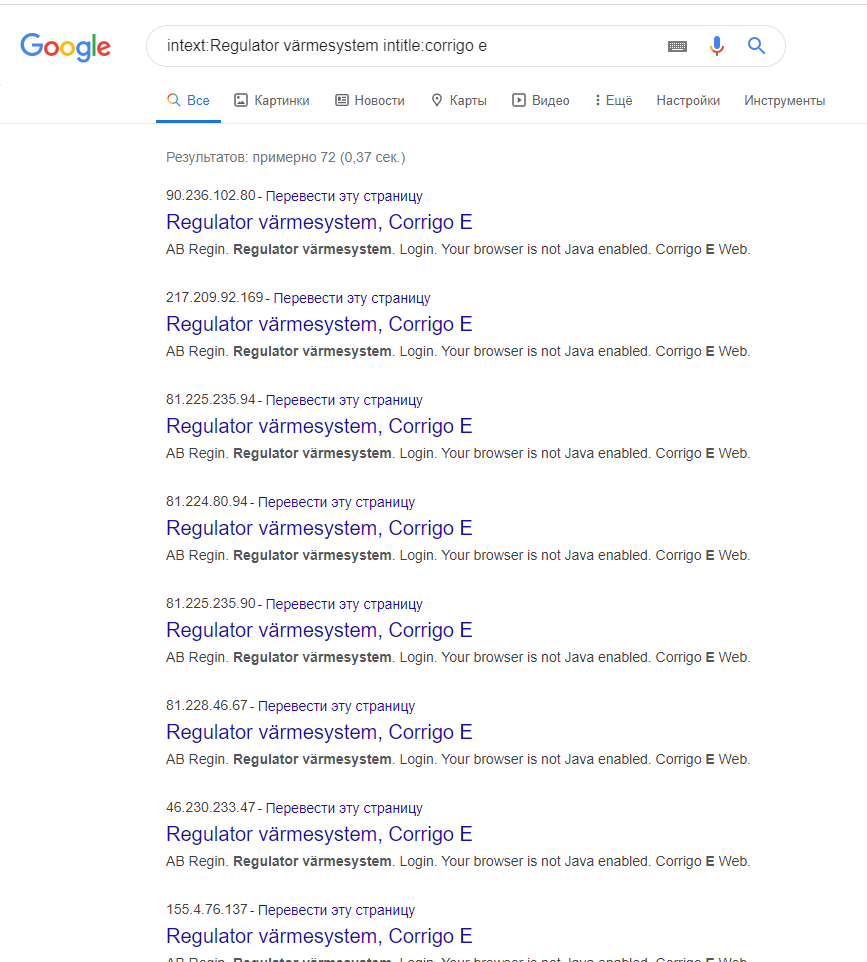 Google
intext:Regulator värmesystem intitle:corrigo e
Все Картинки Новости Карты Видео Ещё Настройки Инструменты
Результатов: примерно 72 (0,37 сек.)
90.236.102.80 - Перевести эту страницу
Regulator värmesystem, Corrigo E
AB Regin. Regulator värmesystem. Login. Your browser is not Java enabled. Corrigo E Web.
217.209.92.169 - Перевести эту страницу
Regulator värmesystem, Corrigo E
AB Regin. Regulator värmesystem. Login. Your browser is not Java enabled. Corrigo E Web.
81.225.235.94 - Перевести эту страницу
Regulator värmesystem, Corrigo E
AB Regin. Regulator värmesystem. Login. Your browser is not Java enabled. Corrigo E Web.
81.224.80.94 - Перевести эту страницу
Regulator värmesystem, Corrigo E
AB Regin. Regulator värmesystem. Login. Your browser is not Java enabled. Corrigo E Web.
81.225.235.90 - Перевести эту страницу
Regulator värmesystem, Corrigo E
AB Regin. Regulator värmesystem. Login. Your browser is not Java enabled. Corrigo E Web.
81.228.46.67 - Перевести эту страницу
Regulator värmesystem, Corrigo E
AB Regin. Regulator värmesystem. Login. Your browser is not Java enabled. Corrigo E Web.
46.230.233.47 - Перевести эту страницу
Regulator värmesystem, Corrigo E
AB Regin. Regulator värmesystem. Login. Your browser is not Java enabled. Corrigo E Web.
155.4.76.137 - Перевести эту страницу
Regulator värmesystem, Corrigo E